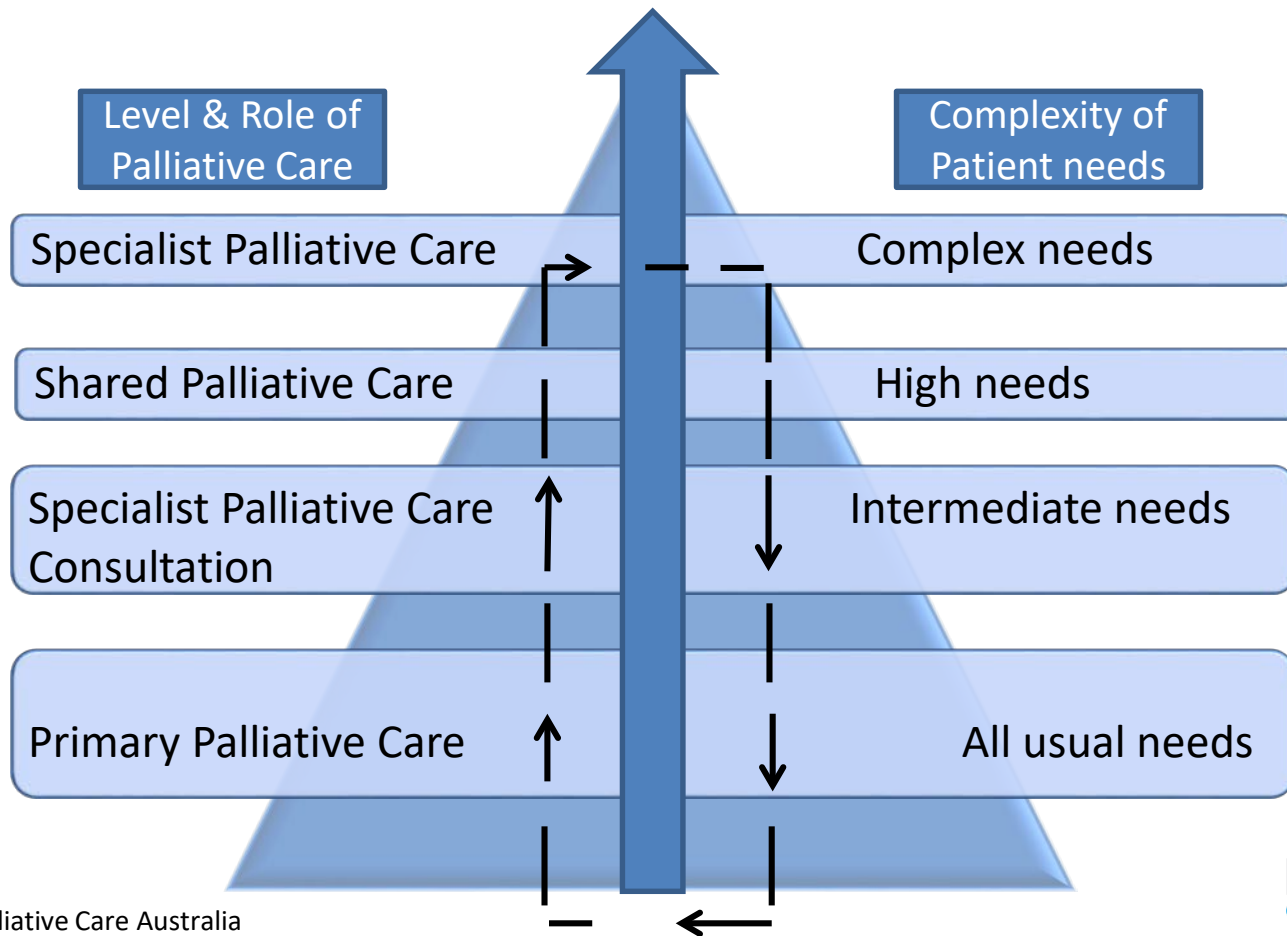 Level & Role of
Palliative Care
Complexity of
Patient needs
Specialist Palliative Care
Complex needs
Shared Palliative Care
High needs
Specialist Palliative Care
Consultation
Intermediate needs
Primary Palliative Care
All usual needs
lliative Care Australia